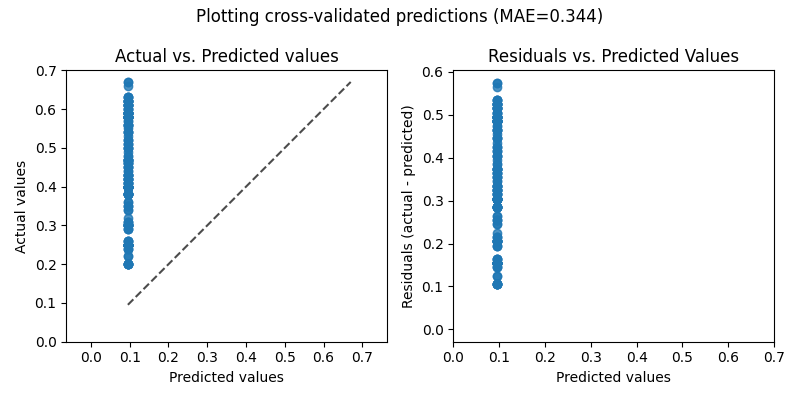 Plotting cross-validated predictions (MAE=0.344)
Actual vs. Predicted values
Actual values
0.7
0.6
0.5
0.4
0.3
0.2
0.1
0.0
0.0 0.1 0.2 0.3 0.4 0.5 0.6 0.7
Predicted values
Residuals vs. Predicted Values
Residuals (actual - predicted)
0.6
0.5
0.4
0.3
0.2
0.1
0.0
0.0 0.1 0.2 0.3 0.4 0.5 0.6 0.7
Predicted values